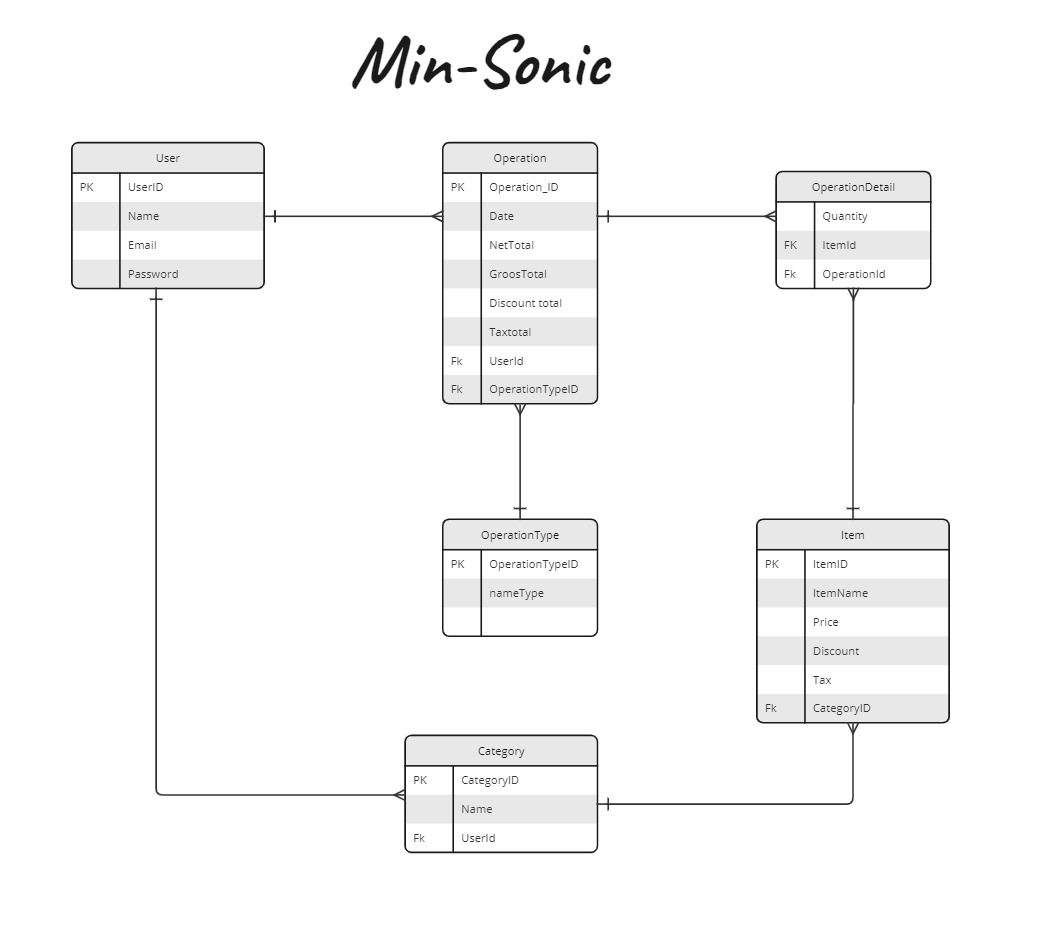 Min-Sonic
User
PK UserID
Name
Email
Password
Operation
PK Operation_ID
Date
NetTotal
GroosTotal
Discount total
Taxtotal
Fk UserId
Fk OperationTypeID
OperationDetail
Quantity
FK ItemId
Fk OperationId
OperationType
PK OperationTypeID
nameType
Item
PK ItemID
ItemName
Price
Discount
Tax
Fk CategoryID
Category
PK CategoryID
Name
Fk UserId